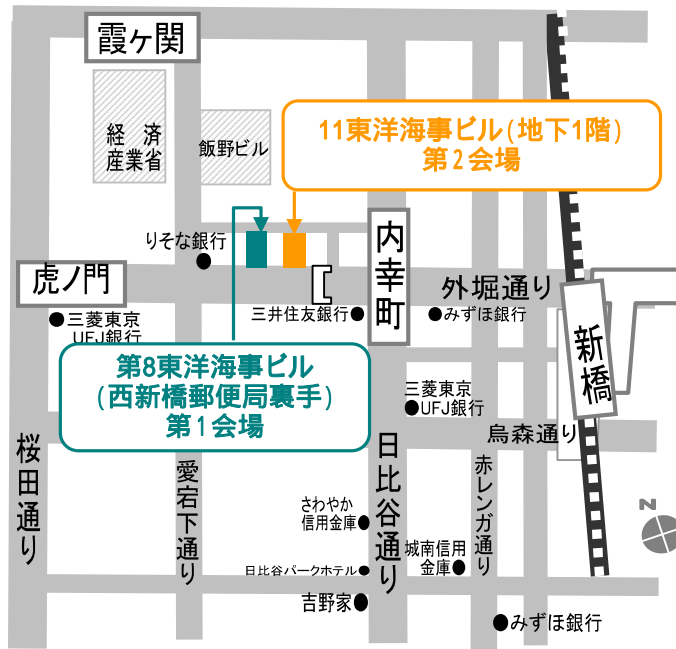 霞ヶ関
経　済
産業省
飯野ビル
11東洋海事ビル(地下1階)
第2会場
りそな銀行
内幸町
虎ノ門
外堀通り
三井住友銀行
みずほ銀行
三菱東京
UFJ銀行
新橋
第8東洋海事ビル
(西新橋郵便局裏手)
第1会場
三菱東京
UFJ銀行
烏森通り
桜田通り
愛宕下通り
日比谷通り
赤レンガ通り
さわやか
信用金庫
城南信用
金庫
日比谷パークホテル
吉野家
みずほ銀行
N